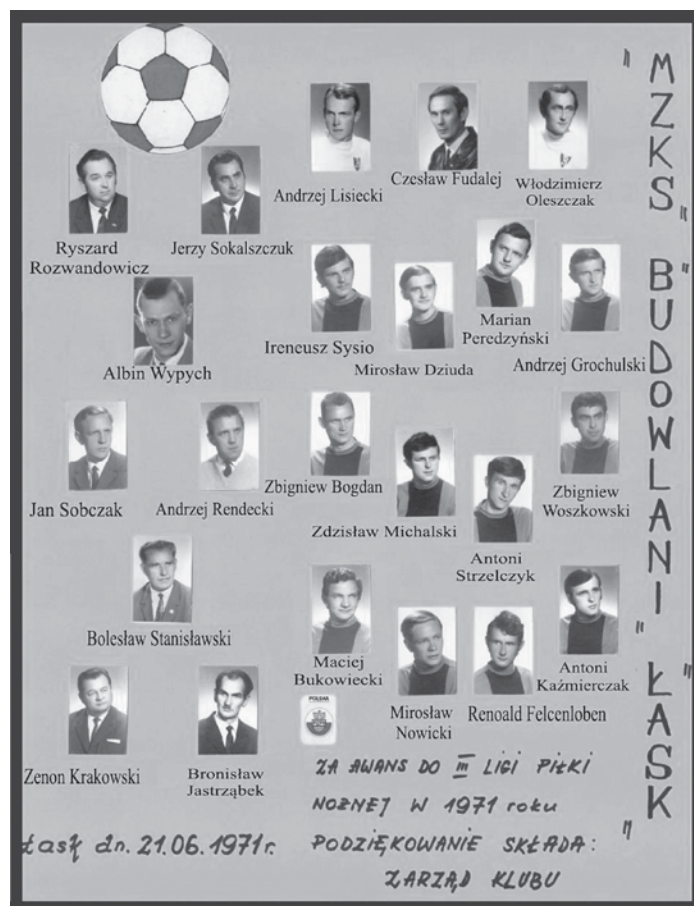 "MZKS" "BUDOWLANI" "ŁASK"
Andrzej Lisiecki
Czesław Fudalej
Włodzimierz
Oleszczak
Ryszard
Rozwandowicz
Jerzy Sokalszczuk
Ireneusz Sysio
Mirosław Dziuda
Marian
Peredzyński
Andrzej Grochulski
Albin Wypych
Jan Sobczak
Andrzej Rendecki
Zbigniew Bogdan
Zdzisław Michalski
Antoni
Strzelczyk
Zbigniew
Woszkowski
Bolesław Stanisławski
Maciej
Bukowiecki
Mirosław
Nowicki
Renoald Felcenloben
Antoni
Kaźmierczak
Zenon Krakowski
Bronisław
Jastrząbek
POLSKA
ZA AWANS DO III LIGI PIŁKI
NOŻNEJ W 1971 roku
PODZIĘKOWANIE SKŁADA:
ZARZĄD KLUBU
Łask dn. 21.06.1971r.